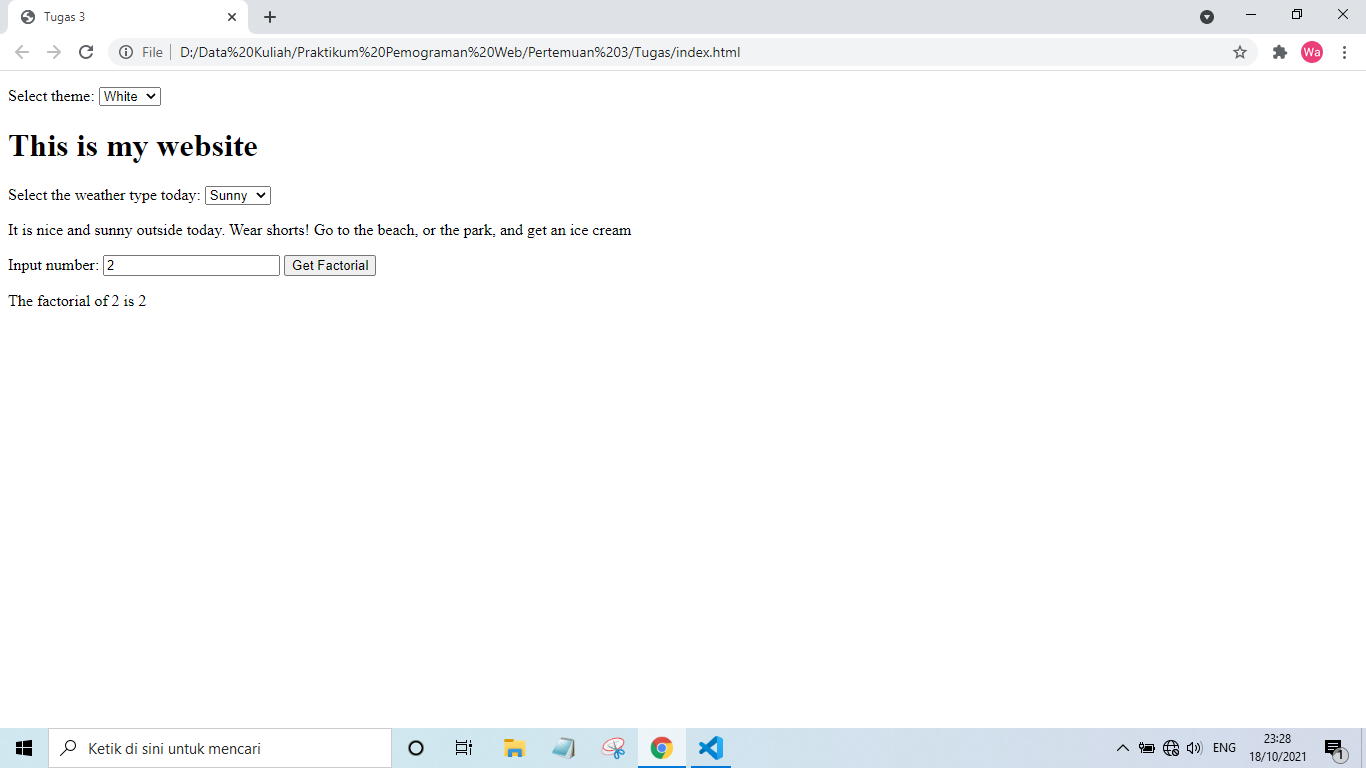 Tugas 3
File D:/Data%20Kuliah/Praktikum%20Pemograman%20Web/Pertemuan%203/Tugas/index.html
Wa
Select theme: White
This is my website
Select the weather type today: Sunny
It is nice and sunny outside today. Wear shorts! Go to the beach, or the park, and get an ice cream
Input number: 2 Get Factorial
The factorial of 2 is 2
Ketik di sini untuk mencari
ENG
23:28
18/10/2021
1